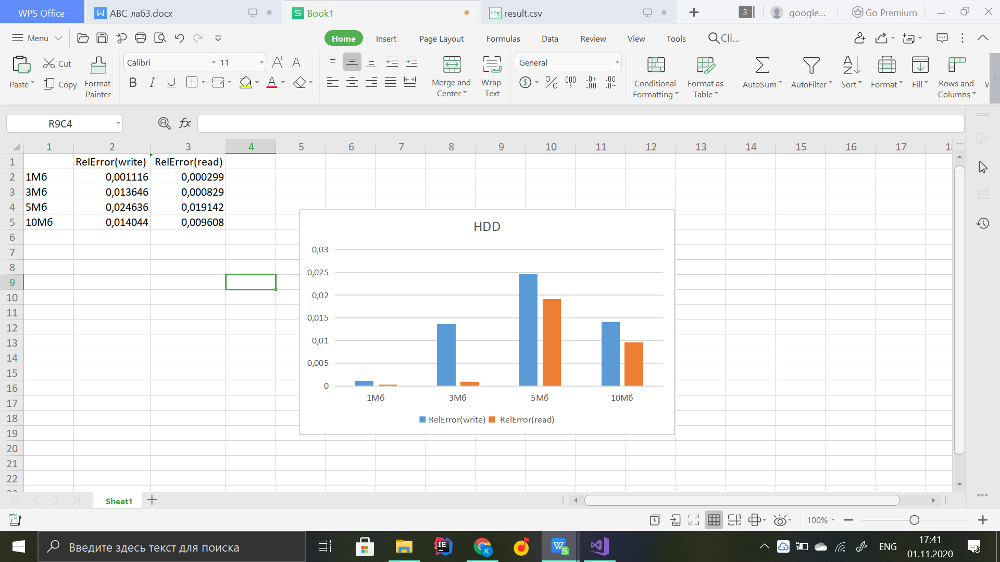 WPS Office
АВС_лаб3.docx
Book1
result.csv
3
google...
Go Premium
Menu
Home
Insert
Page Layout
Formulas
Data
Review
View
Tools
Cli...
Paste
Cut
Copy
Format
Painter
Calibri
11
Merge and
Center
Wrap
Text
General
Conditional
Formatting
Format as
Table
AutoSum
AutoFilter
Sort
Format
Fill
Rows and
Columns
R9C4
fx
1 2 3 4 5 6 7 8 9 10 11 12 13 14 15 16 17
1 RelError(write) RelError(read)
2 1Мб 0,001116 0,000299
3 3Мб 0,013646 0,000829
4 5Мб 0,024636 0,019142
5 10Мб 0,014044 0,009608
6
7
8
9
10
11
12
13
14
15
16
17
18
19
20
21
22
HDD
0,03
0,025
0,02
0,015
0,01
0,005
0
1Мб 3Мб 5Мб 10Мб
RelError(write) RelError(read)
Sheet1
100%
Введите здесь текст для поиска
ENG
17:41
01.11.2020